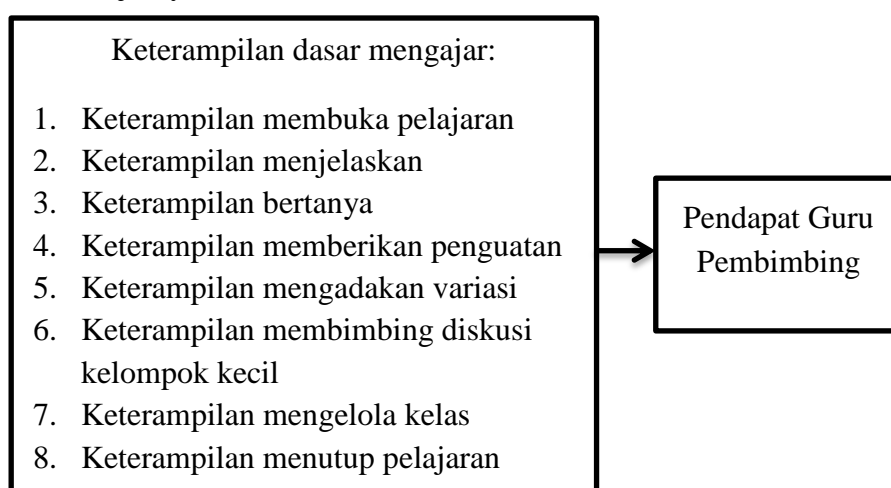 Keterampilan dasar mengajar:
1. Keterampilan membuka pelajaran
2. Keterampilan menjelaskan
3. Keterampilan bertanya
4. Keterampilan memberikan penguatan
5. Keterampilan mengadakan variasi
6. Keterampilan membimbing diskusi
kelompok kecil
7. Keterampilan mengelola kelas
8. Keterampilan menutup pelajaran
Pendapat Guru
Pembimbing